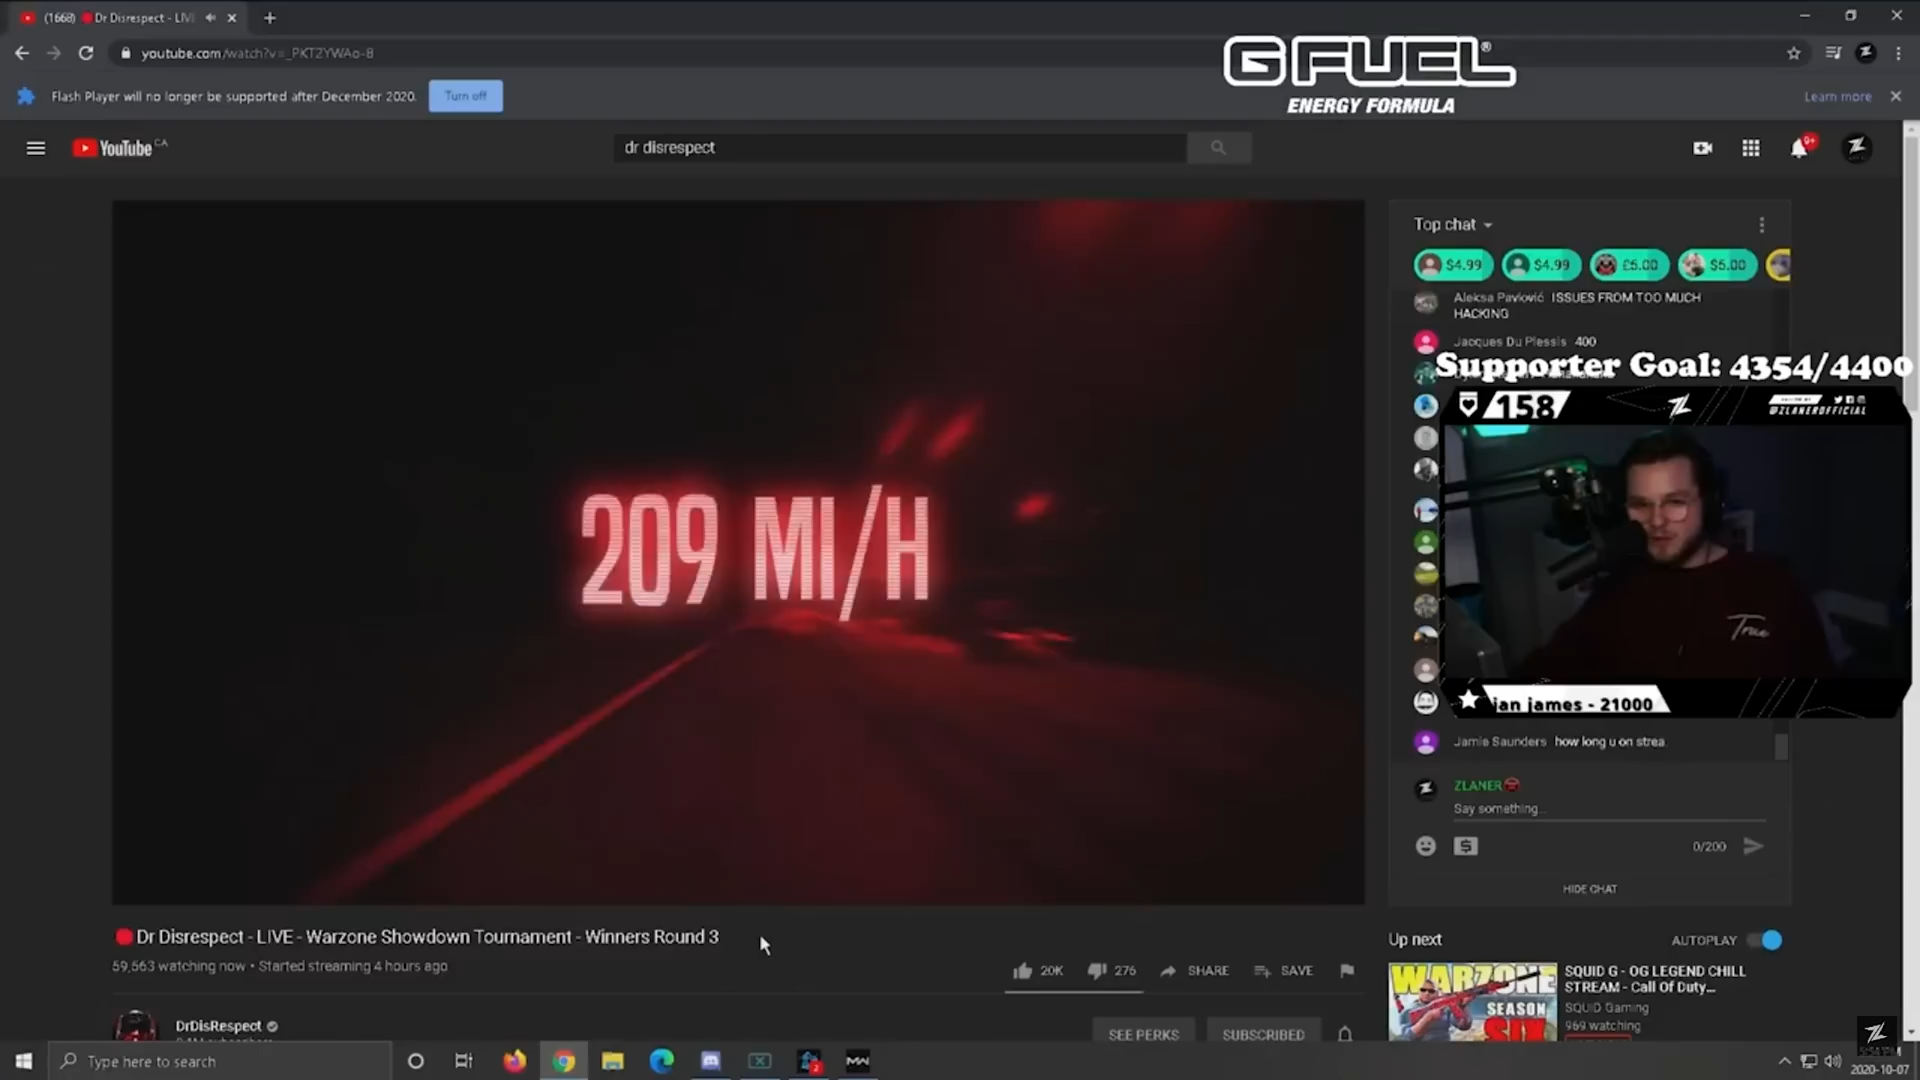 (1668) Dr Disrespect - LIV
youtube.com/watch?v=_PKTZYWAo-8
GFUEL®
ENERGY FORMULA
Flash Player will no longer be supported after December 2020.
Turn off
Learn more
YouTube CA
dr disrespect
9+
Top chat
$4.99
$4.99
£5.00
$5.00
Aleksa Pavlović ISSUES FROM TOO MUCH
HACKING
Jacques Du Plessis 400
Supporter Goal: 4354/4400
158
@ZLANEROFFICIAL
209 MI/H
True
ian james - 21000
Jamie Saunders how long u on strea
ZLANER
Say something...
0/200
HIDE CHAT
Dr Disrespect - LIVE - Warzone Showdown Tournament - Winners Round 3
59,563 watching now • Started streaming 4 hours ago
20K
276
SHARE
SAVE
Up next
AUTOPLAY
WARZONE
SEASON
SIX
SQUID G - OG LEGEND CHILL
STREAM - Call Of Duty...
SQUID Gaming
969 watching
DrDisRespect
SEE PERKS
SUBSCRIBED
Type here to search
2
MW
2020-10-07